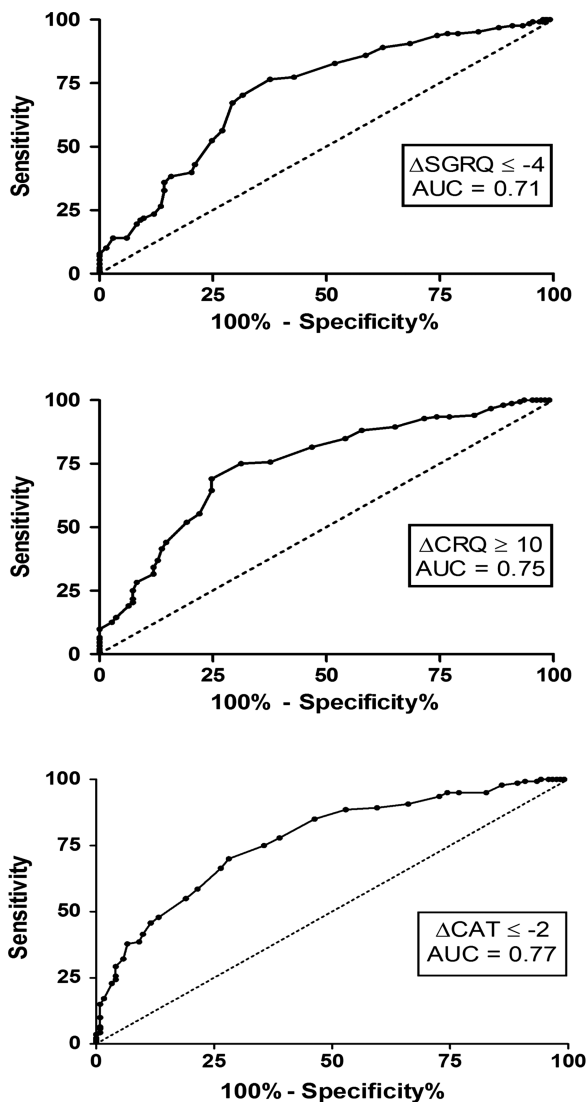 100
75
50
25
0
Sensitivity
ΔSGRQ ≤ -4
AUC = 0.71
0 25 50 75 100
100% - Specificity%
100
75
50
25
0
Sensitivity
ΔCRQ ≥ 10
AUC = 0.75
0 25 50 75 100
100% - Specificity%
100
75
50
25
0
Sensitivity
ΔCAT ≤ -2
AUC = 0.77
0 25 50 75 100
100% - Specificity%